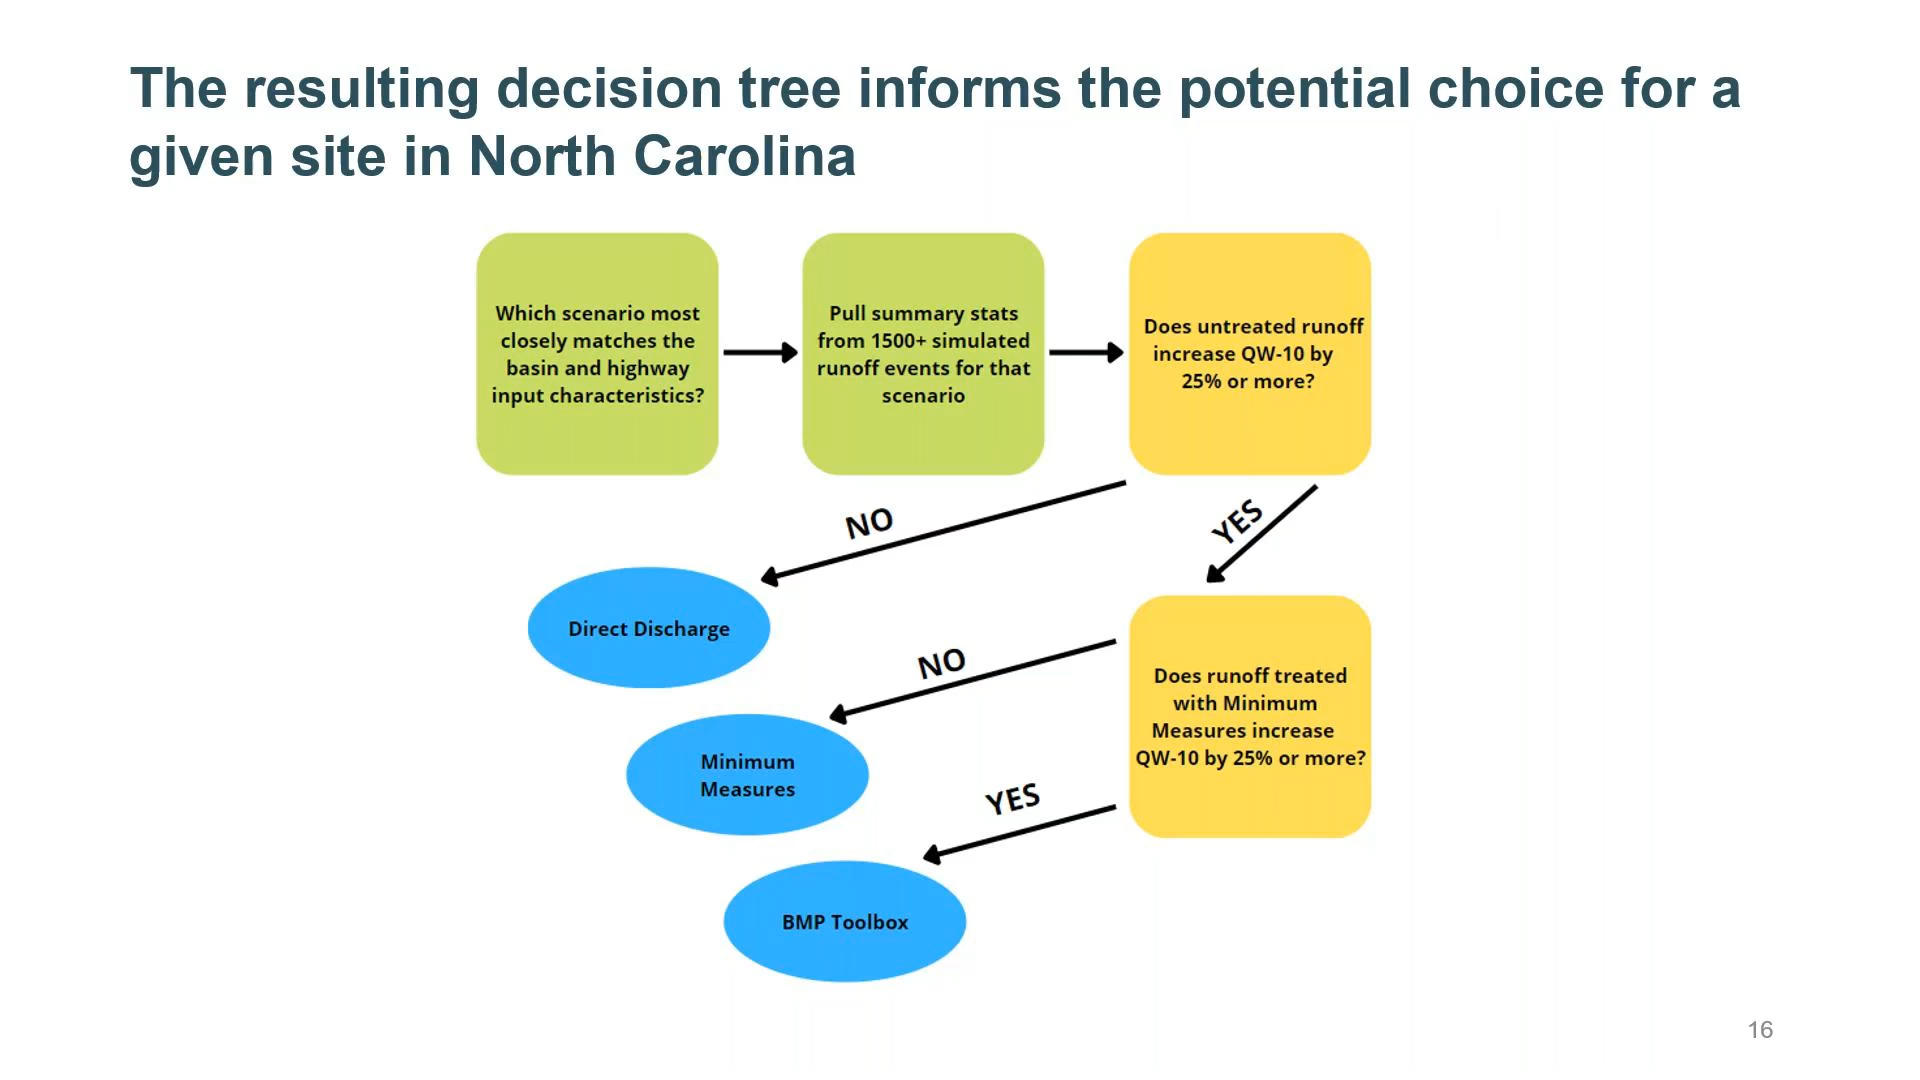 The resulting decision tree informs the potential choice for a
given site in North Carolina
Which scenario most
closely matches the
basin and highway
input characteristics?
Pull summary stats
from 1500+ simulated
runoff events for that
scenario
Does untreated runoff
increase QW-10 by
25% or more?
NO
YES
Direct Discharge
NO
Does runoff treated
with Minimum
Measures increase
QW-10 by 25% or more?
Minimum
Measures
YES
BMP Toolbox
16